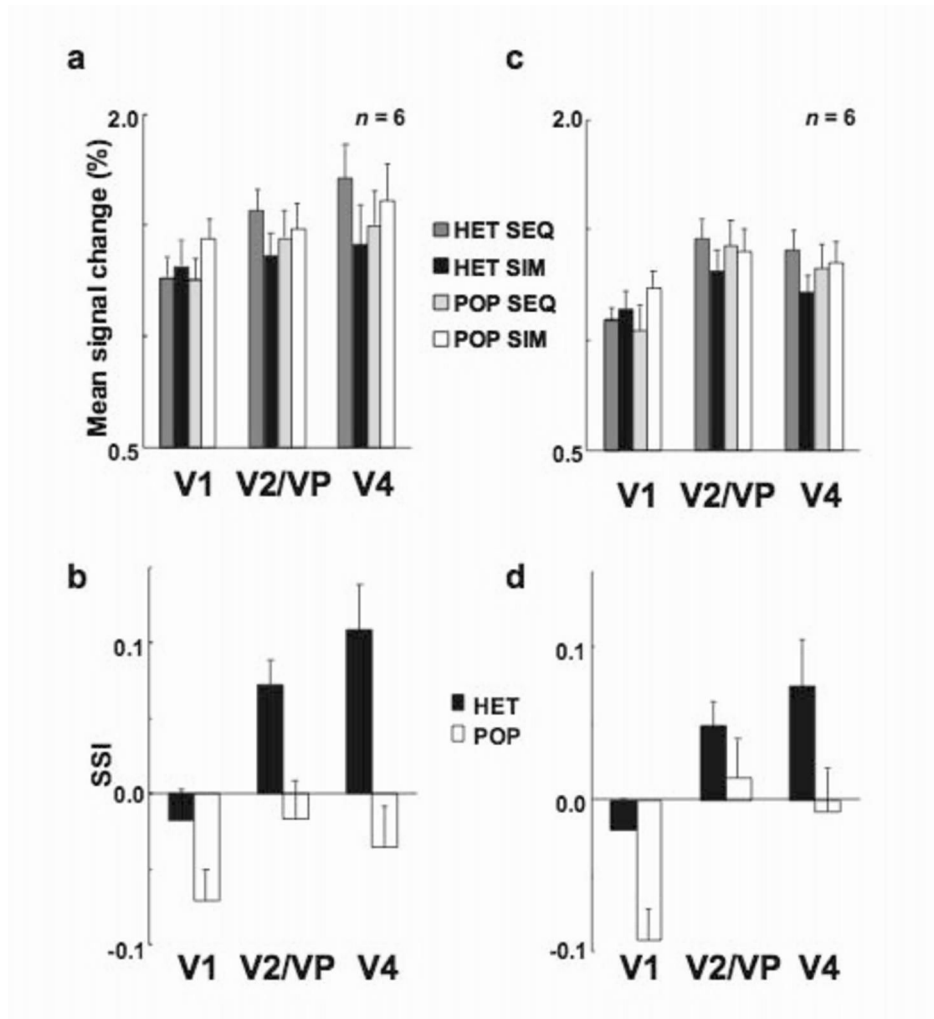 a
2.0
n = 6
Mean signal change (%)
0.5
V1 V2/VP V4
HET SEQ
HET SIM
POP SEQ
POP SIM
c
2.0
n = 6
0.5
V1 V2/VP V4
b
0.1
SSI
0.0
-0.1
V1 V2/VP V4
HET
POP
d
0.1
0.0
-0.1
V1 V2/VP V4